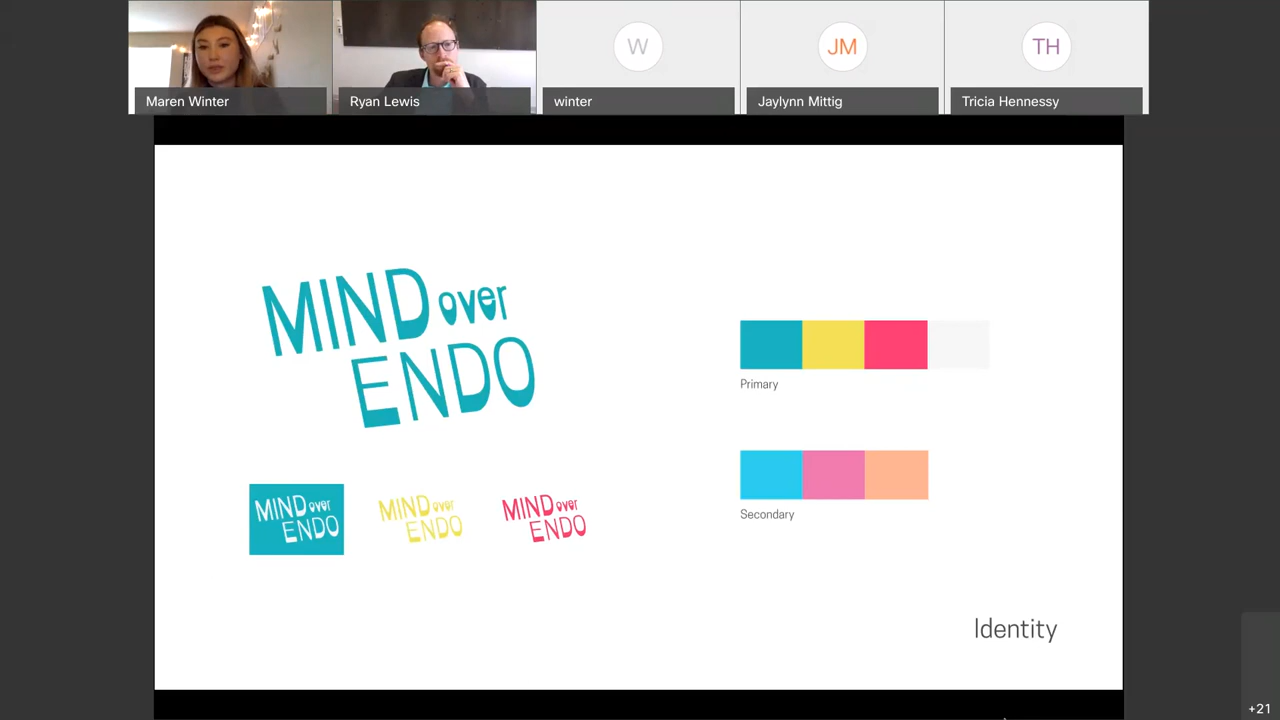 W
JM
TH
Maren Winter
Ryan Lewis
winter
Jaylynn Mittig
Tricia Hennessy
MIND over
ENDO
Primary
Secondary
MIND over
ENDO
MIND over
ENDO
MIND over
ENDO
Identity
+21